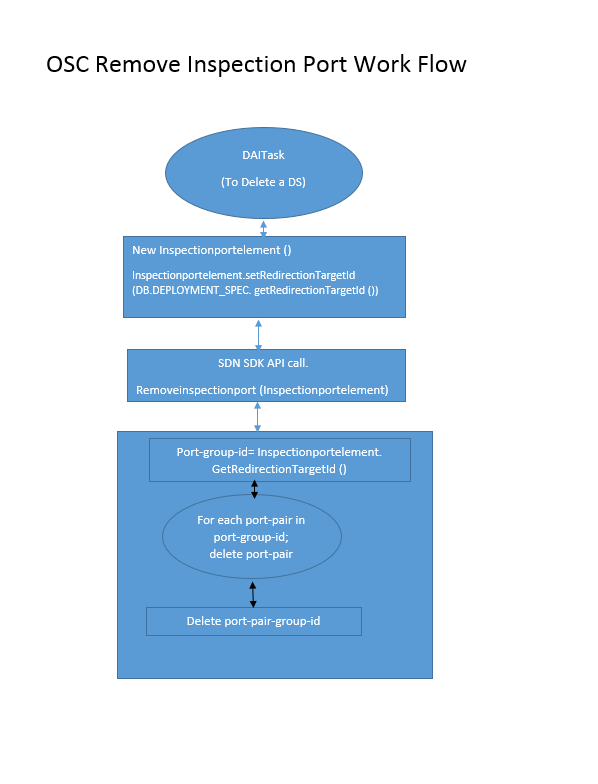 OSC Remove Inspection Port Work Flow
DAITask
(To Delete a DS)
New Inspectionportelement ()
Inspectionportelement.setRedirectionTargetId
(DB.DEPLOYMENT_SPEC. getRedirectionTargetId ())
SDN SDK API call.
Removeinspectionport (Inspectionportelement)
Port-group-id= Inspectionportelement.
GetRedirectionTargetId ()
For each port-pair in
port-group-id;
delete port-pair
Delete port-pair-group-id